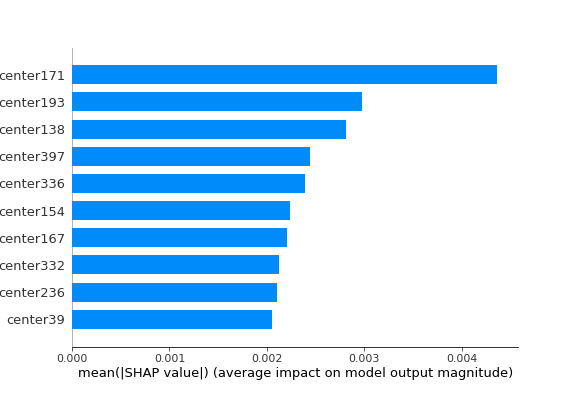 center171
center193
center138
center397
center336
center154
center167
center332
center236
center39
0.000 0.001 0.002 0.003 0.004
mean(|SHAP value|) (average impact on model output magnitude)